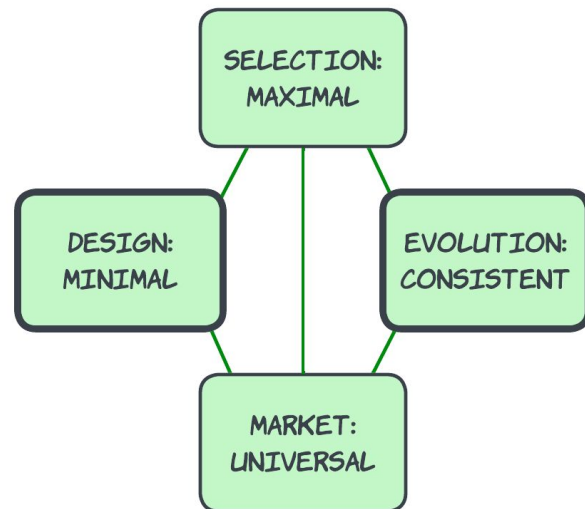 SELECTION:
MAXIMAL
DESIGN:
MINIMAL
EVOLUTION:
CONSISTENT
MARKET:
UNIVERSAL